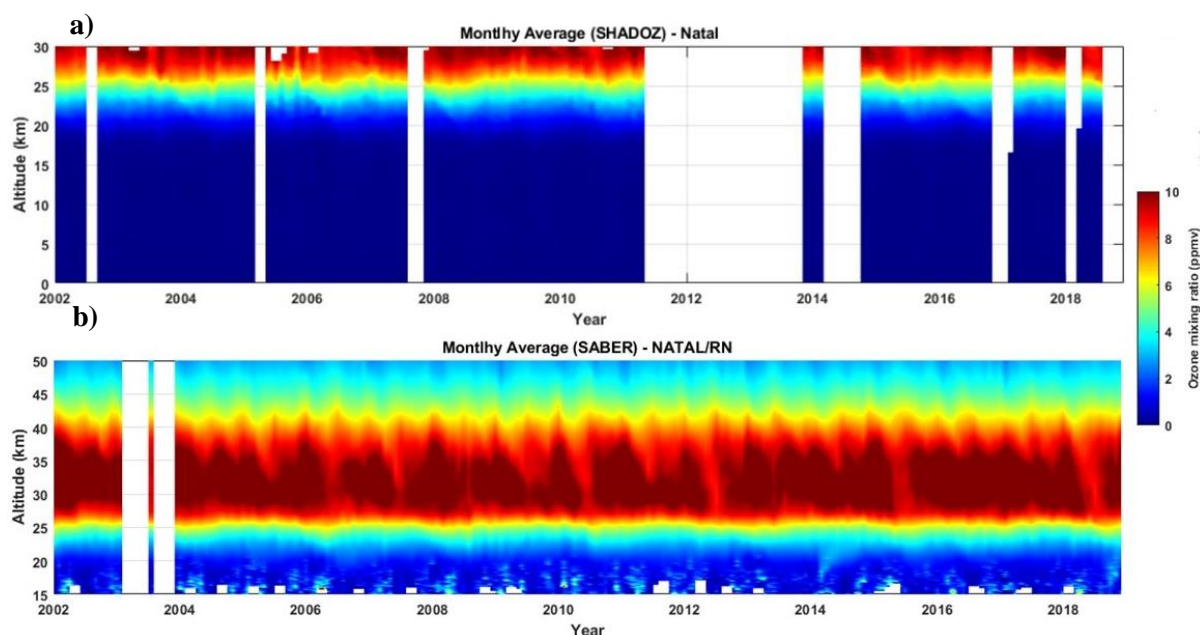 a)
Montlhy Average (SHADOZ) - Natal
30
25
20
15
10
5
0
Altitude (km)
2002 2004 2006 2008 2010 2012 2014 2016 2018
Year
10
8
6
4
2
0
Ozone mixing ratio (ppmv)
b)
Montlhy Average (SABER) - NATAL/RN
50
45
40
35
30
25
20
15
Altitude (km)
2002 2004 2006 2008 2010 2012 2014 2016 2018
Year